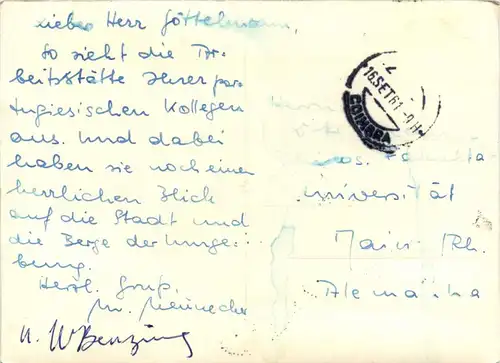 Lieber Herr Göttelmann,
so sieht die Ar-
beitsstätte Ihrer por-
tugiesischen Kollegen
aus. Und dabei
haben sie noch einen
herrlichen Blick
auf die Stadt und
die Berge der Umge-
bung.
Herzl. Gruß.
u. W Benzing
16.SET.61
COIMBRA
Herrn
Universität
Mainz/Rh.
Alemanha